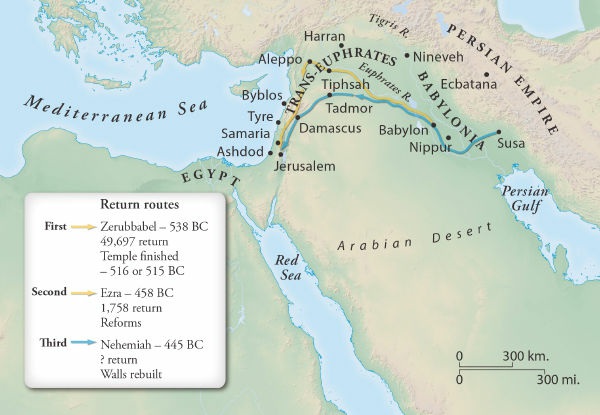 Tigris R.
Harran
PERSIAN EMPIRE
Aleppo
TRANS-EUPHRATES
Nineveh
Euphrates R.
Ecbatana
Tiphsah
BABYLONIA
Byblos
Mediterranean Sea
Tadmor
Tyre
Samaria
Damascus
Babylon
Ashdod
Nippur
Susa
Jerusalem
EGYPT
Persian
Gulf
Arabian Desert
Red
Sea
Return routes
First Zerubbabel – 538 BC
49,697 return
Temple finished
– 516 or 515 BC
Second Ezra – 458 BC
1,758 return
Reforms
Third Nehemiah – 445 BC
? return
Walls rebuilt
0 300 km.
0 300 mi.